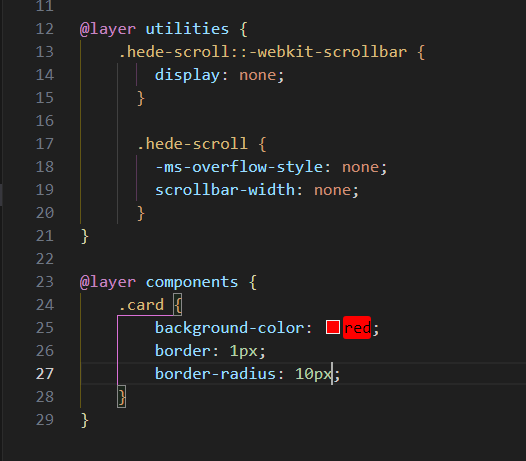 11
12 @layer utilities {
13     .hede-scroll::-webkit-scrollbar {
14         display: none;
15       }
16
17       .hede-scroll {
18         -ms-overflow-style: none;
19         scrollbar-width: none;
20       }
21 }
22
23 @layer components {
24     .card {
25         background-color: red;
26         border: 1px;
27         border-radius: 10px;
28     }
29 }